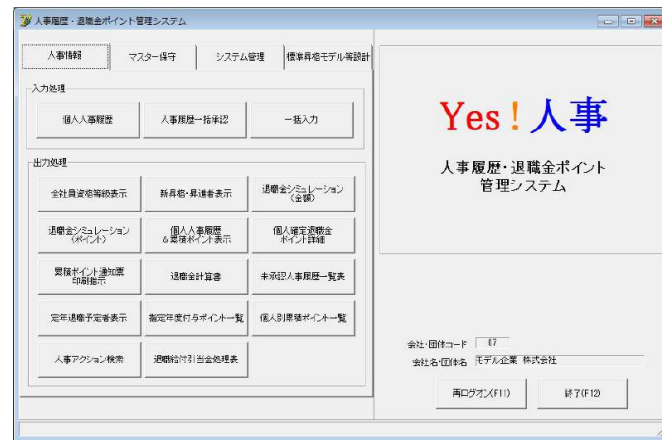 人事履歴・退職金ポイント管理システム
人事情報
マスター保守
システム管理
標準昇格モデル等設計
入力処理
個人人事履歴
人事履歴一括承認
一括入力
出力処理
全社員資格等級表示
新昇格・昇進者表示
退職金シミュレーション
(金額)
退職金シミュレーション
(ポイント)
個人人事履歴
&累積ポイント表示
個人確定退職金
ポイント詳細
累積ポイント通知票
印刷指示
退職金計算書
未承認人事履歴一覧表
定年退職予定者表示
指定年度付与ポイント一覧
個人別累積ポイント一覧
人事アクション検索
退職給付引当金処理表
Yes!人事
人事履歴・退職金ポイント
管理システム
会社・団体コード 07
会社名・団体名 モデル企業 株式会社
再ログオン(F11)
終了(F12)